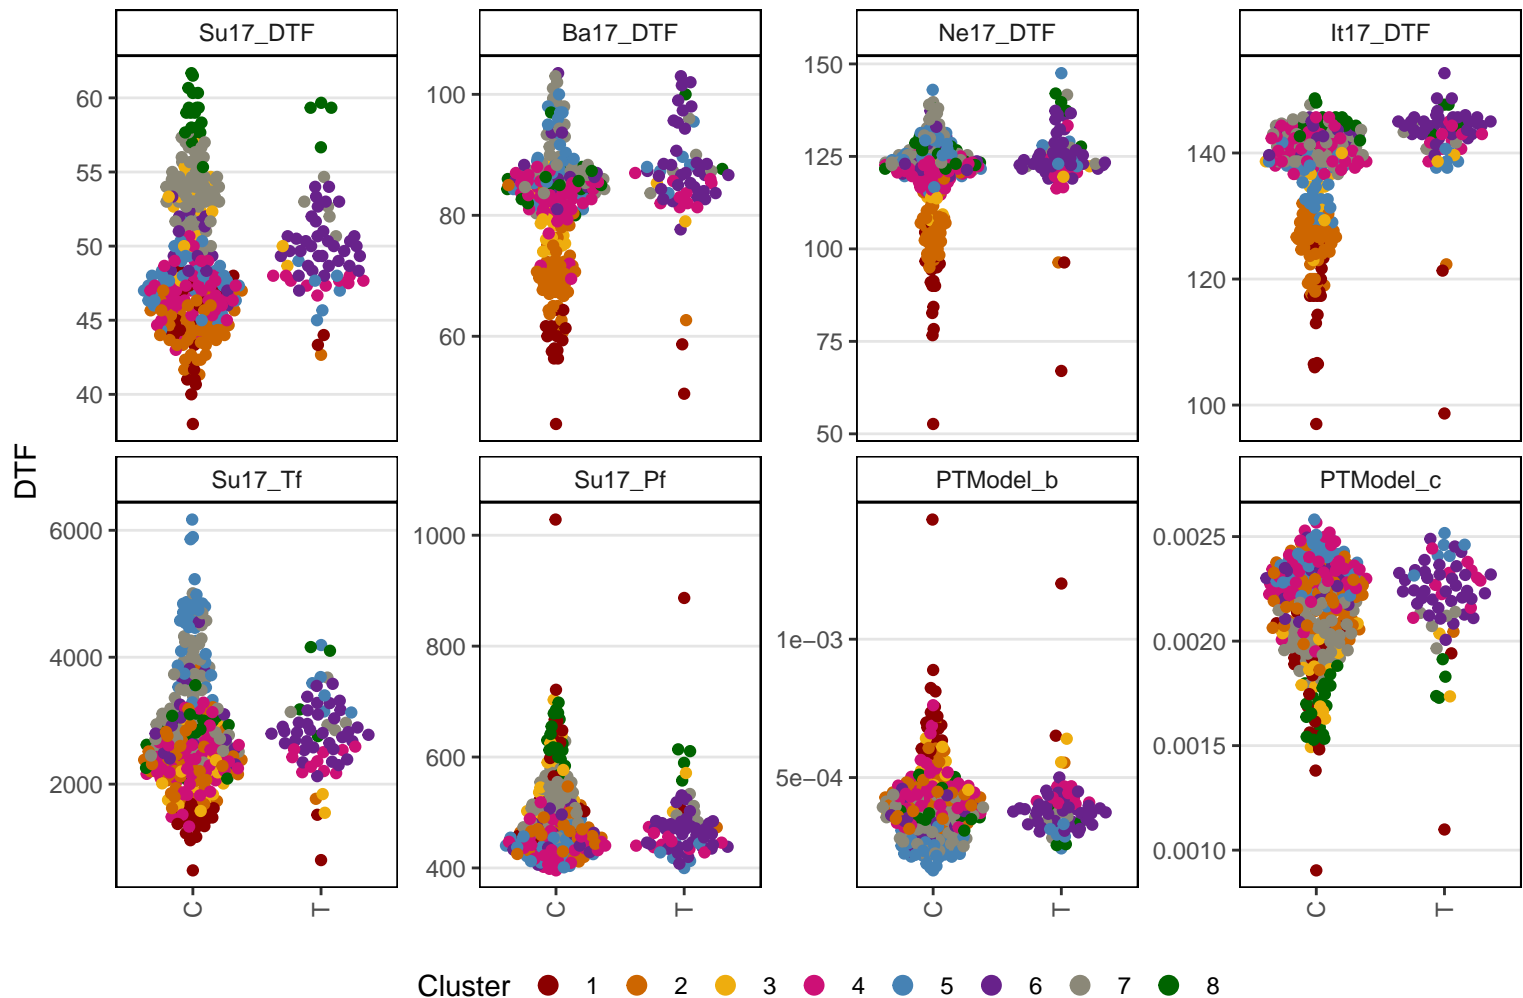 Su17_DTF Ba17_DTF Ne17_DTF It17_DTF
60 55 50 45 40
100 80 60
150 125 100 75 50
140 120 100
DTF
Su17_Tf Su17_Pf PTModel_b PTModel_c
6000 4000 2000
1000 800 600 400
1e−03 5e−04
0.0025 0.0020 0.0015 0.0010
C T C T C T C T
Cluster 1 2 3 4 5 6 7 8